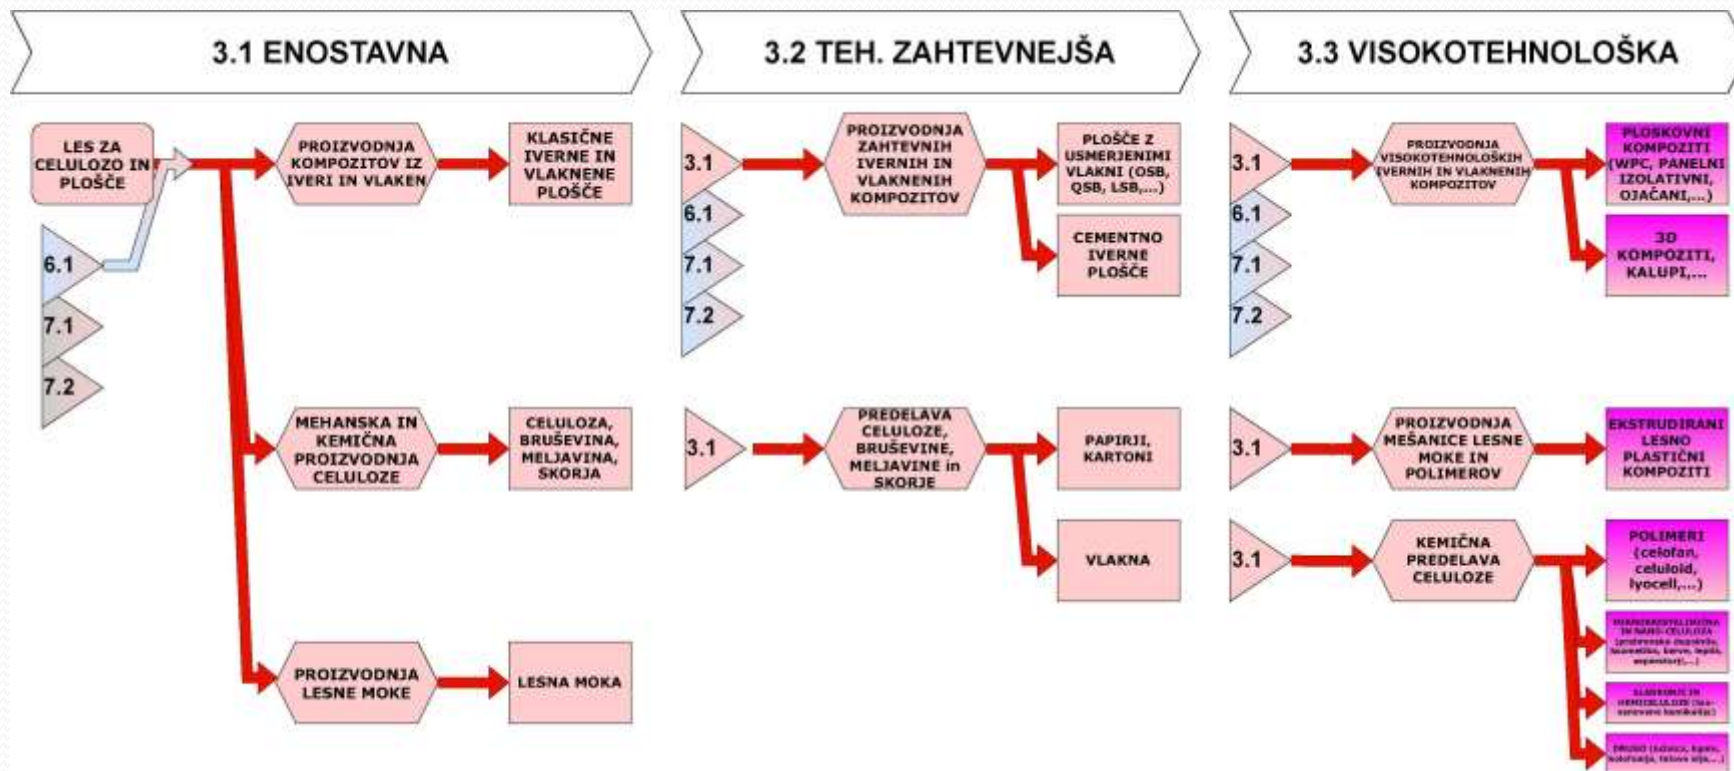 3.1 ENOSTAVNA
LES ZA
CELULOZO IN
PLOŠČE
6.1
7.1
7.2
PROIZVODNJA
KOMPOZITOV IZ
IVERI IN VLAKEN
KLASIČNE
IVERNE IN
VLAKNENE
PLOŠČE
MEHANSKA IN
KEMIČNA
PROIZVODNJA
CELULOZE
CELULOZA,
BRUŠEVINA,
MELJAVINA,
SKORJA
PROIZVODNJA
LESNE MOKE
LESNA MOKA
3.2 TEH. ZAHTEVNEJŠA
3.1
6.1
7.1
7.2
PROIZVODNJA
ZAHTEVNIH
IVERNIH IN
VLAKNENIH
KOMPOZITOV
PLOŠČE Z
USMERJENIMI
VLAKNI (OSB,
QSB, LSB,...)
CEMENTNO
IVERNE
PLOŠČE
3.1
PREDELAVA
CELULOZE,
BRUŠEVINE,
MELJAVINE in
SKORJE
PAPIRJI,
KARTONI
VLAKNA
3.3 VISOKOTEHNOLOŠKA
3.1
6.1
7.1
7.2
PROIZVODNJA
VISOKOTEHNOLOŠKIH
IVERNIH IN VLAKNENIH
KOMPOZITOV
PLOSKOVNI
KOMPOZITI
(WPC, PANELNI
IZOLATIVNI,
OJAČANI,...)
3D
KOMPOZITI,
KALUPI,...
3.1
PROIZVODNJA
MEŠANICE LESNE
MOKE IN
POLIMEROV
EKSTRUDIRANI
LESNO
PLASTIČNI
KOMPOZITI
3.1
KEMIČNA
PREDELAVA
CELULOZE
POLIMERI
(celofan,
celuloid,
lyocell,...)
IN NANO-CELULOZA
HEMICELULOZE
DRUGO